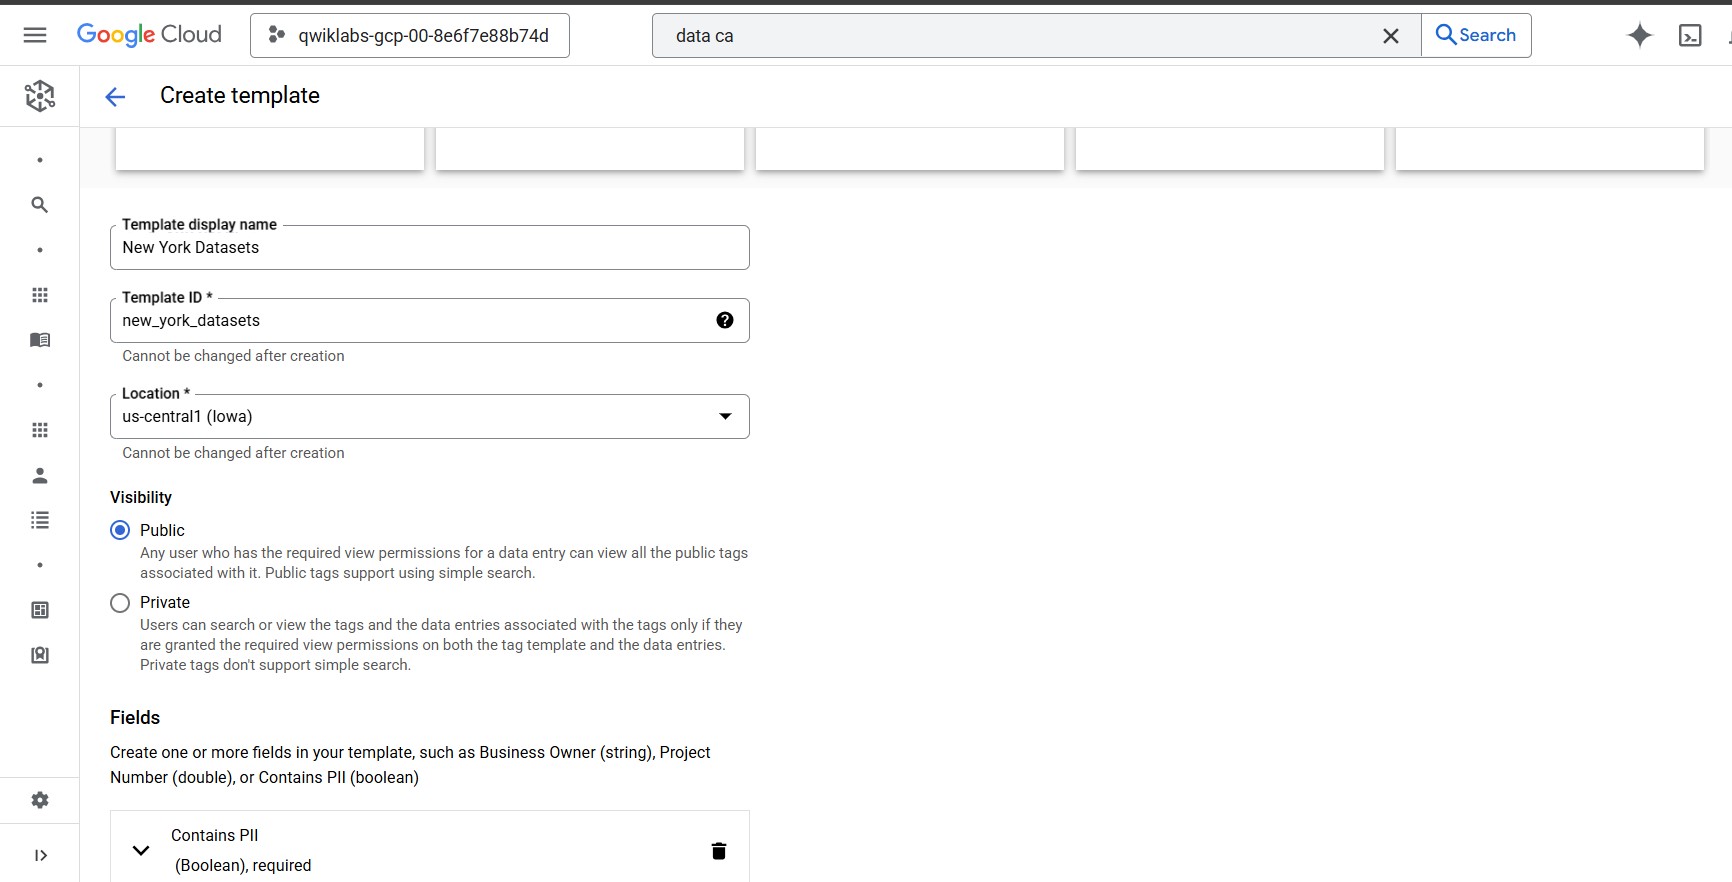 Google Cloud
qwiklabs-gcp-00-8e6f7e88b74d
data ca
Search
Create template
Template display name
New York Datasets
Template ID *
new_york_datasets
Cannot be changed after creation
Location *
us-central1 (Iowa)
Cannot be changed after creation
Visibility
Public
Any user who has the required view permissions for a data entry can view all the public tags
associated with it. Public tags support using simple search.
Private
Users can search or view the tags and the data entries associated with the tags only if they
are granted the required view permissions on both the tag template and the data entries.
Private tags don't support simple search.
Fields
Create one or more fields in your template, such as Business Owner (string), Project
Number (double), or Contains PII (boolean)
Contains PII
(Boolean), required